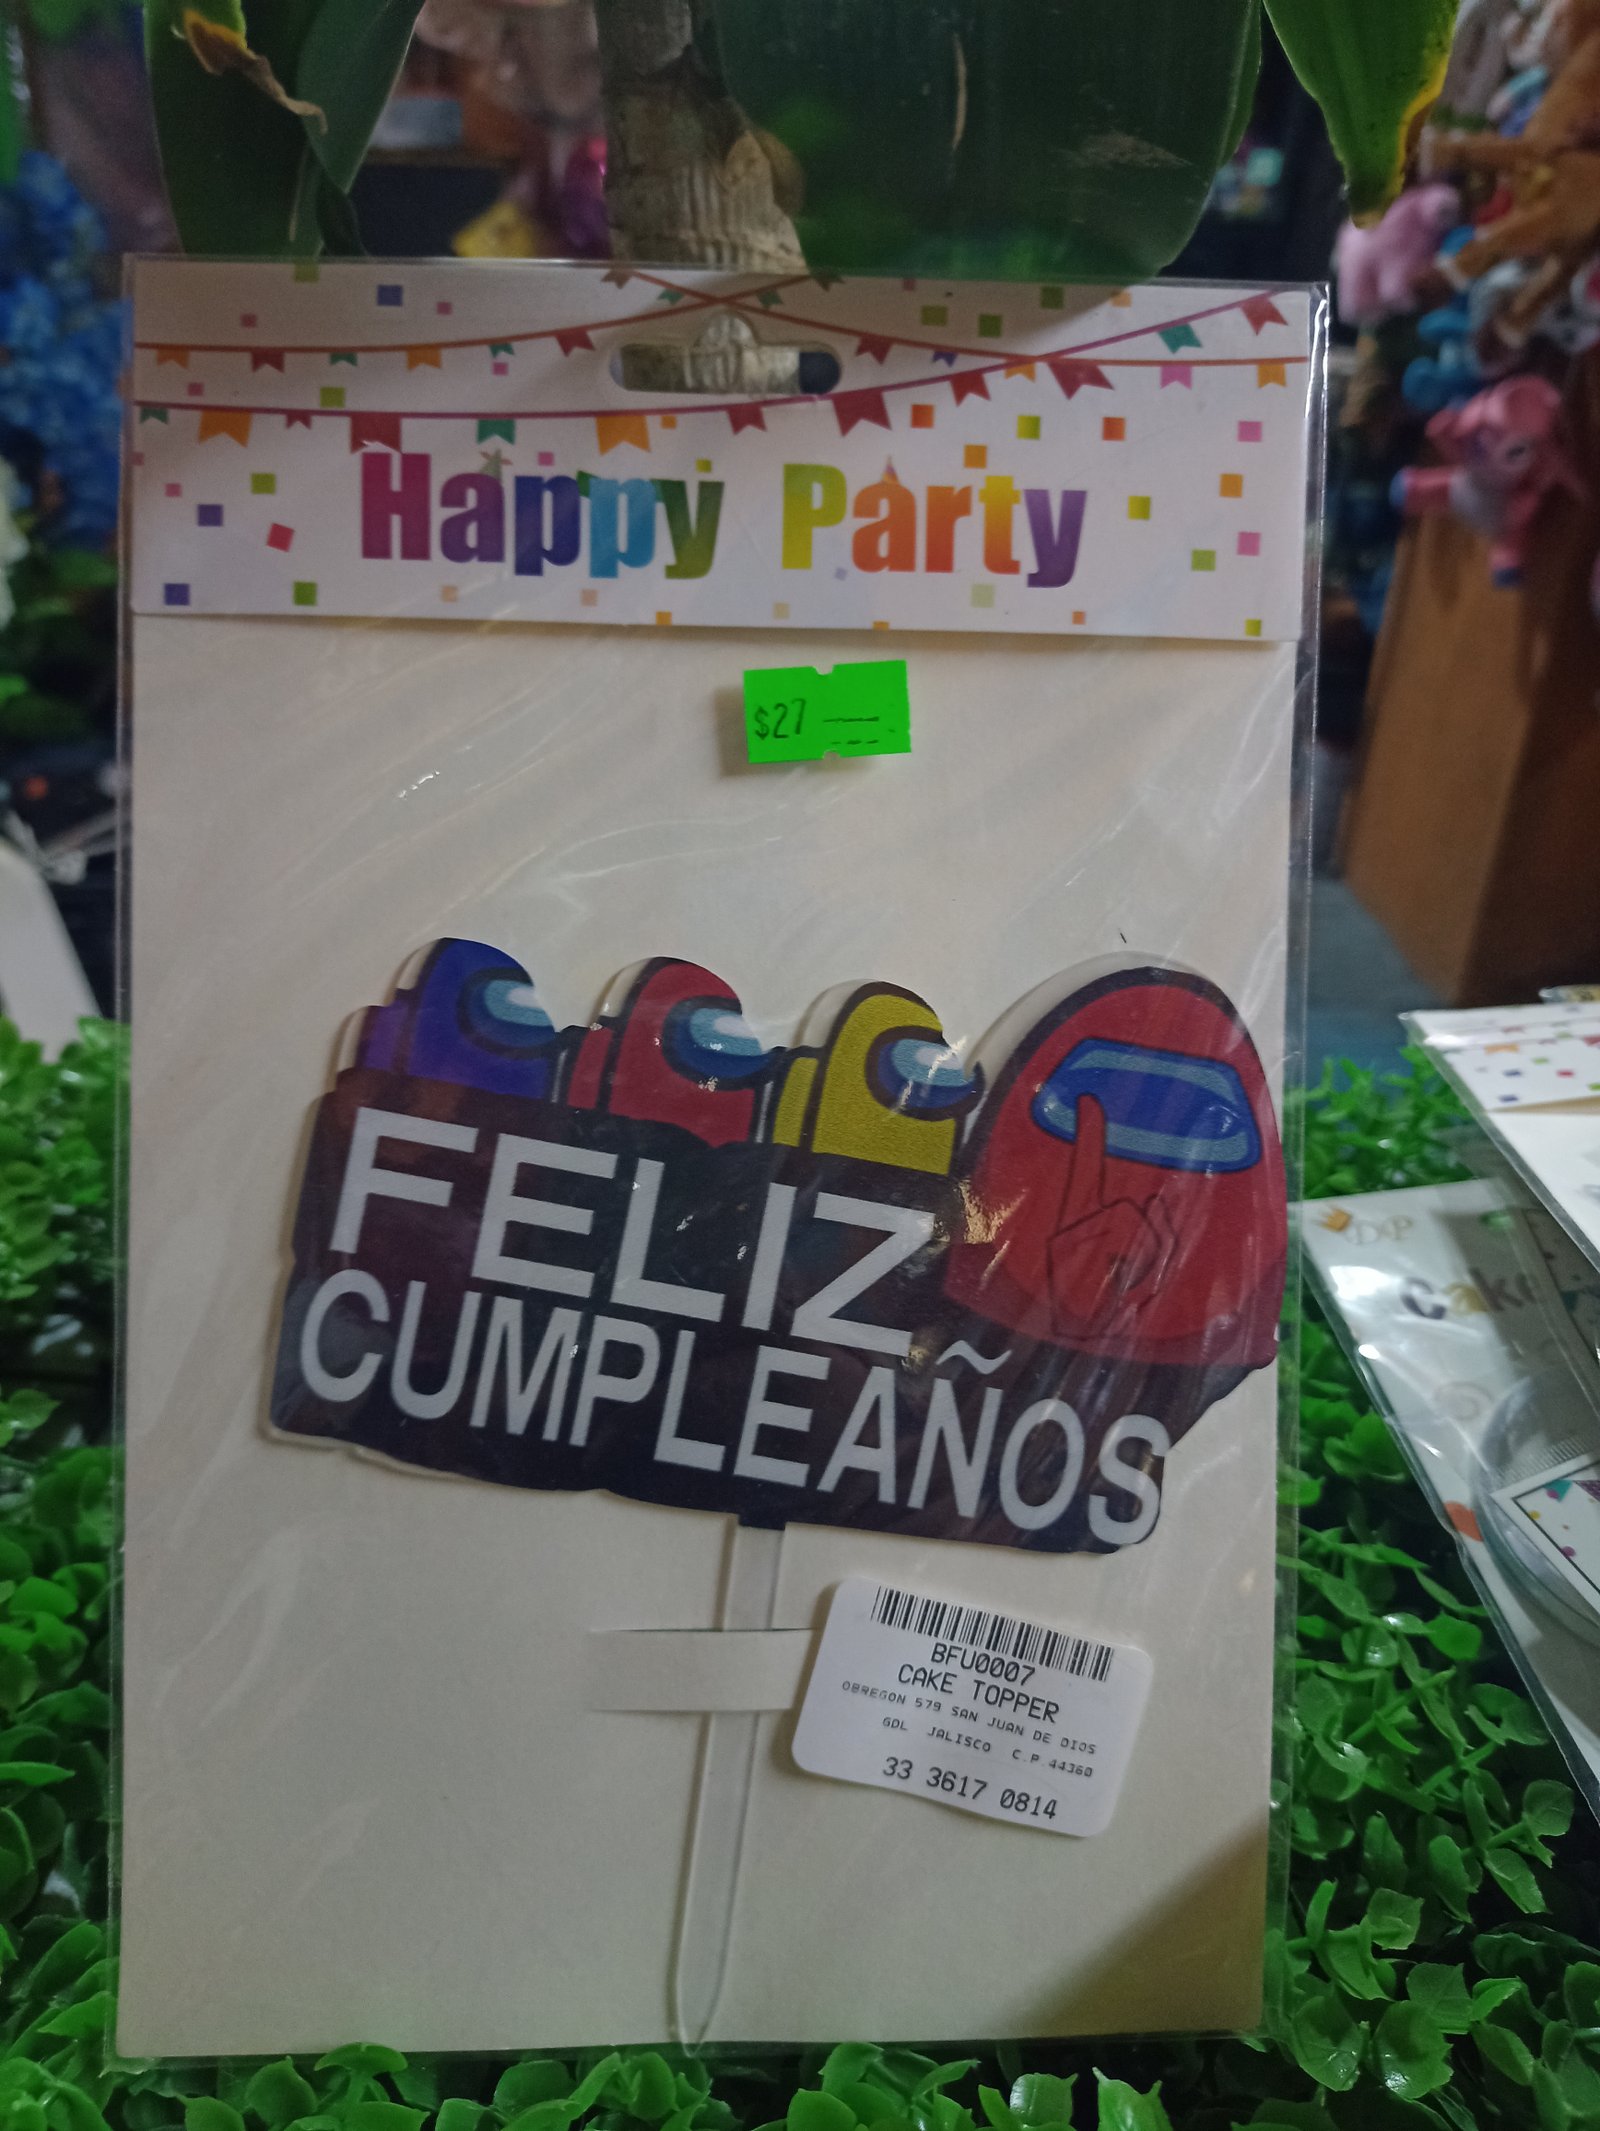 Happy Party
$27
FELIZ
CUMPLEAÑOS
BFU0007
CAKE TOPPER
OBREGON 579 SAN JUAN DE DIOS
GDL JALISCO C.P.44360
33 3617 0814